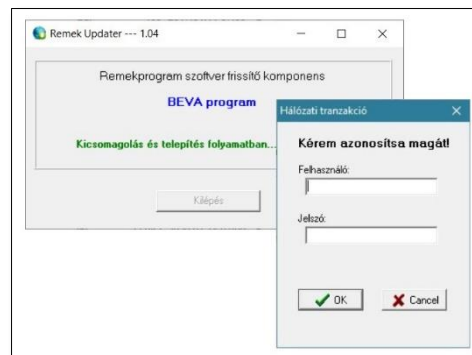 Remek Updater --- 1.04
Remekprogram szoftver frissítő komponens
BEVA program
Kicsomagolás és telepítés folyamatban...
Kilépés
Hálózati tranzakció
Kérem azonosítsa magát!
Felhasználó:
Jelszó:
OK
Cancel